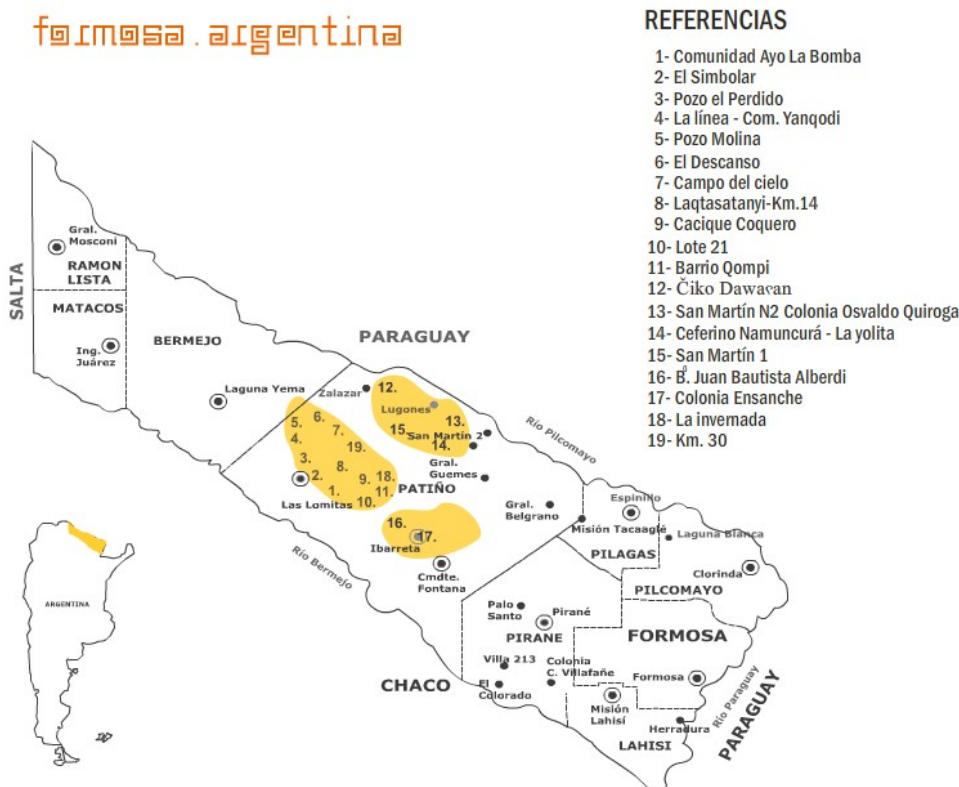 formosa.argentina
REFERENCIAS
1- Comunidad Ayo La Bomba
2- El Simbolar
3- Pozo el Perdido
4- La línea - Com. Yanqodi
5- Pozo Molina
6- El Descanso
7- Campo del cielo
8- Laqtasatanyi-Km.14
9- Cacique Coquero
10- Lote 21
11- Barrio Qompi
12- Čiko Dawaʕan
13- San Martín N2 Colonia Osvaldo Quiroga
14- Ceferino Namuncurá - La yolita
15- San Martín 1
16- B. Juan Bautista Alberdi
17- Colonia Ensanche
18- La invernada
19- Km. 30
SALTA
Gral.
Mosconi
RAMON
LISTA
MATACOS
Ing.
Juárez
BERMEJO
Laguna Yema
PARAGUAY
Zalazar
12.
Lugones
13.
15.
San Martín 2
14.
Gral.
Guemes
Río Pilcomayo
5.
6.
4.
7.
19.
3.
8.
2.
9.
18.
1.
11.
10.
PATIÑO
Las Lomitas
16.
17.
Ibarreta
Río Bermejo
Cmdte.
Fontana
Gral.
Belgrano
Espinillo
Misión Tacaaglé
Laguna Blanca
PILAGAS
Clorinda
PILCOMAYO
Palo
Santo
Pirané
PIRANE
FORMOSA
Villa 213
Colonia
C. Villafañe
El
Colorado
CHACO
Formosa
Misión
Lahisí
Herradura
LAHISI
Río Paraguay
PARAGUAY
ARGENTINA